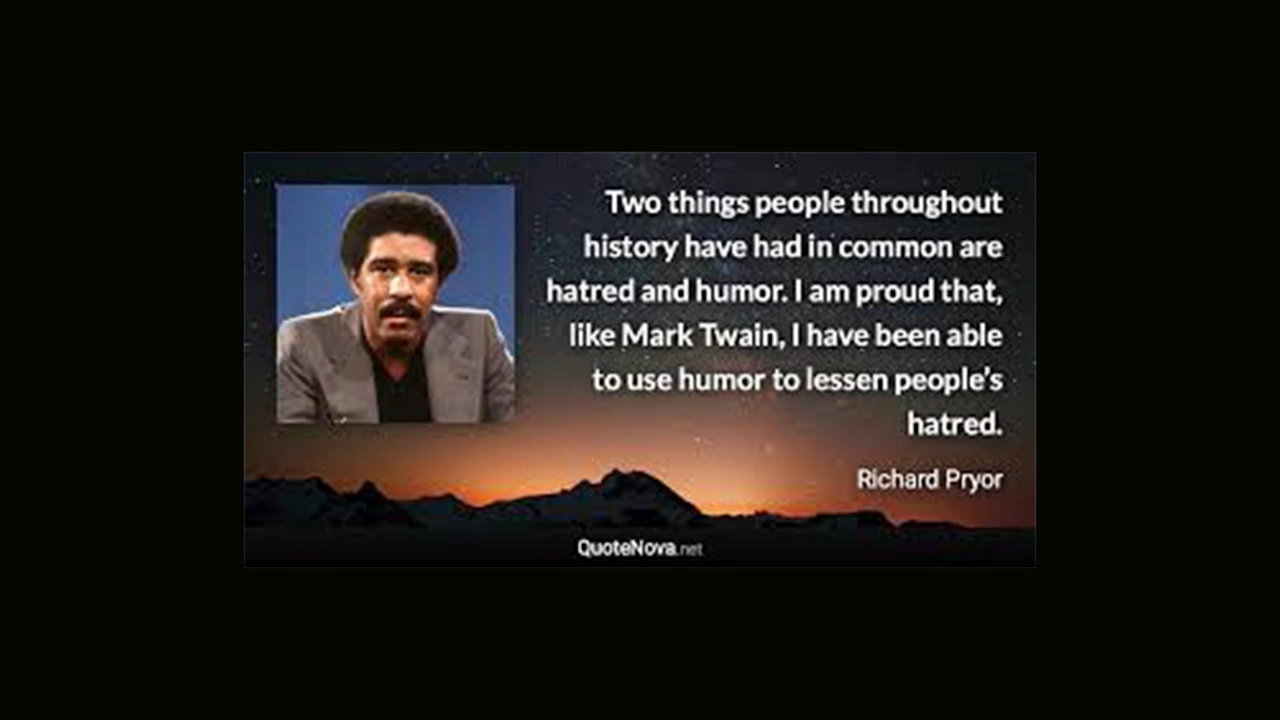 Two things people throughout
history have had in common are
hatred and humor. I am proud that,
like Mark Twain, I have been able
to use humor to lessen people's
hatred.
Richard Pryor
QuoteNova.net